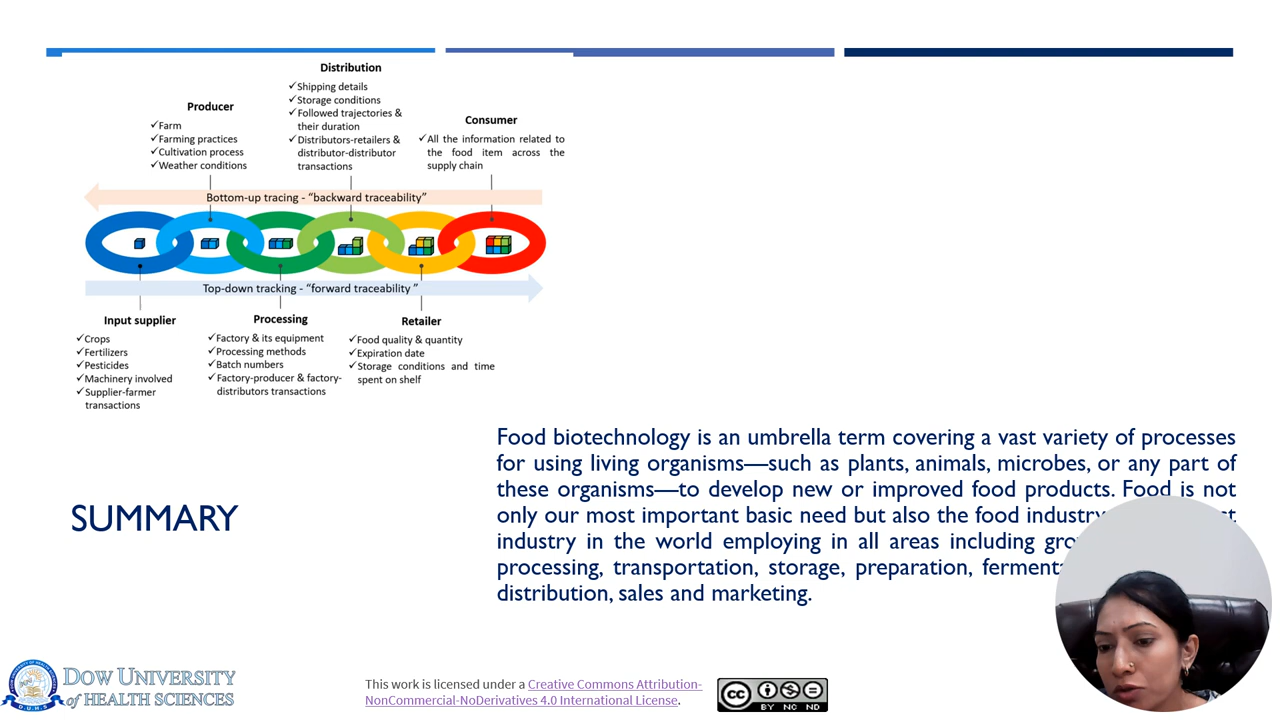 Distribution
✓Shipping details
✓Storage conditions
✓Followed trajectories &
their duration
✓Distributors-retailers &
distributor-distributor
transactions
Producer
✓Farm
✓Farming practices
✓Cultivation process
✓Weather conditions
Consumer
✓All the information related to
the food item across the
supply chain
Bottom-up tracing - “backward traceability”
Top-down tracking - “forward traceability ”
Input supplier
✓Crops
✓Fertilizers
✓Pesticides
✓Machinery involved
✓Supplier-farmer
transactions
Processing
✓Factory & its equipment
✓Processing methods
✓Batch numbers
✓Factory-producer & factory-
distributors transactions
Retailer
✓Food quality & quantity
✓Expiration date
✓Storage conditions and time
spent on shelf
SUMMARY
Food biotechnology is an umbrella term covering a vast variety of processes
for using living organisms—such as plants, animals, microbes, or any part of
these organisms—to develop new or improved food products. Food is not
only our most important basic need but also the food industry
industry in the world employing in all areas including
processing, transportation, storage, preparation,
distribution, sales and marketing.
DOW UNIVERSITY
of HEALTH SCIENCES
This work is licensed under a Creative Commons Attribution-
NonCommercial-NoDerivatives 4.0 International License.
cc
BY NC ND